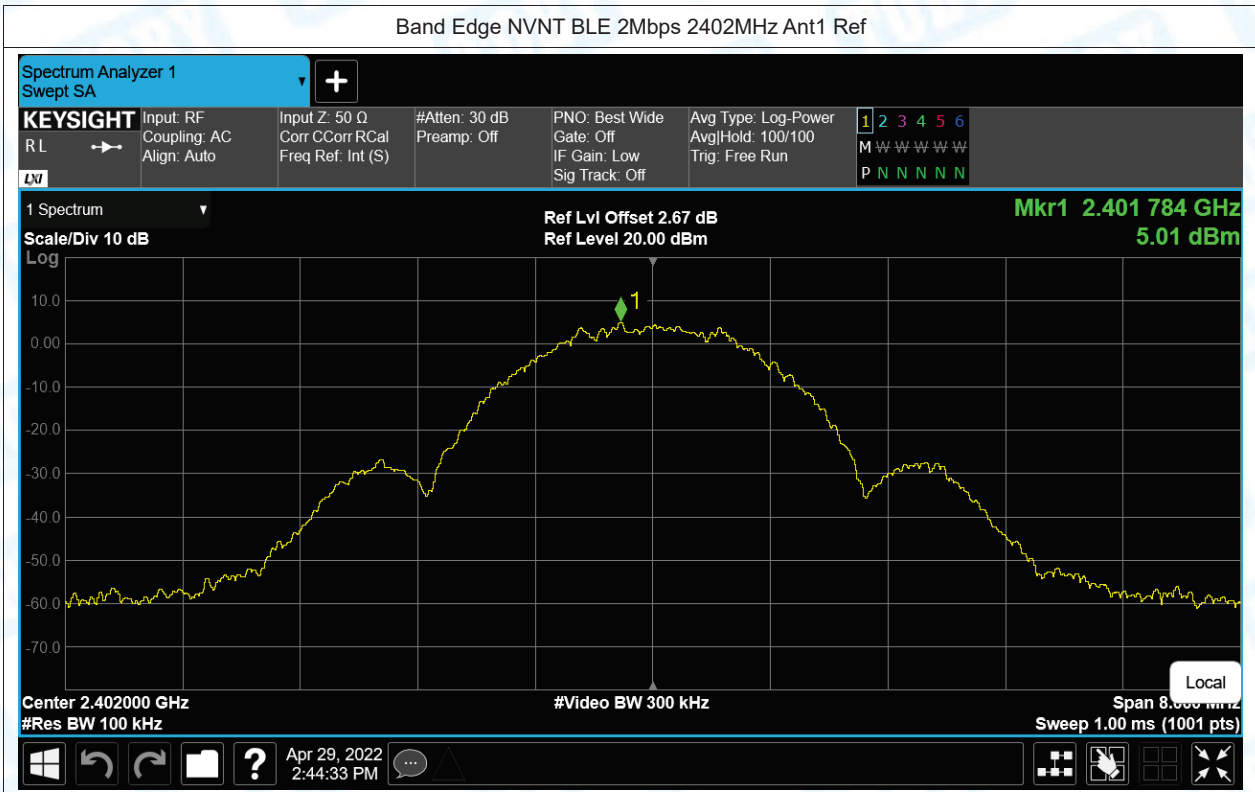 Band Edge NVNT BLE 2Mbps 2402MHz Ant1 Ref
Spectrum Analyzer 1
Swept SA
KEYSIGHT
R L
LXI
Input: RF
Coupling: AC
Align: Auto
Input Z: 50 Ω
Corr CCorr RCal
Freq Ref: Int (S)
#Atten: 30 dB
Preamp: Off
PNO: Best Wide
Gate: Off
IF Gain: Low
Sig Track: Off
Avg Type: Log-Power
Avg|Hold: 100/100
Trig: Free Run
1 2 3 4 5 6
M W W W W W
P N N N N N
1 Spectrum
Scale/Div 10 dB
Ref Lvl Offset 2.67 dB
Ref Level 20.00 dBm
Mkr1 2.401 784 GHz
5.01 dBm
Log
1
10.0
0.00
-10.0
-20.0
-30.0
-40.0
-50.0
-60.0
-70.0
Local
Center 2.402000 GHz
#Res BW 100 kHz
#Video BW 300 kHz
Span 8.000 MHz
Sweep 1.00 ms (1001 pts)
?
Apr 29, 2022
2:44:33 PM